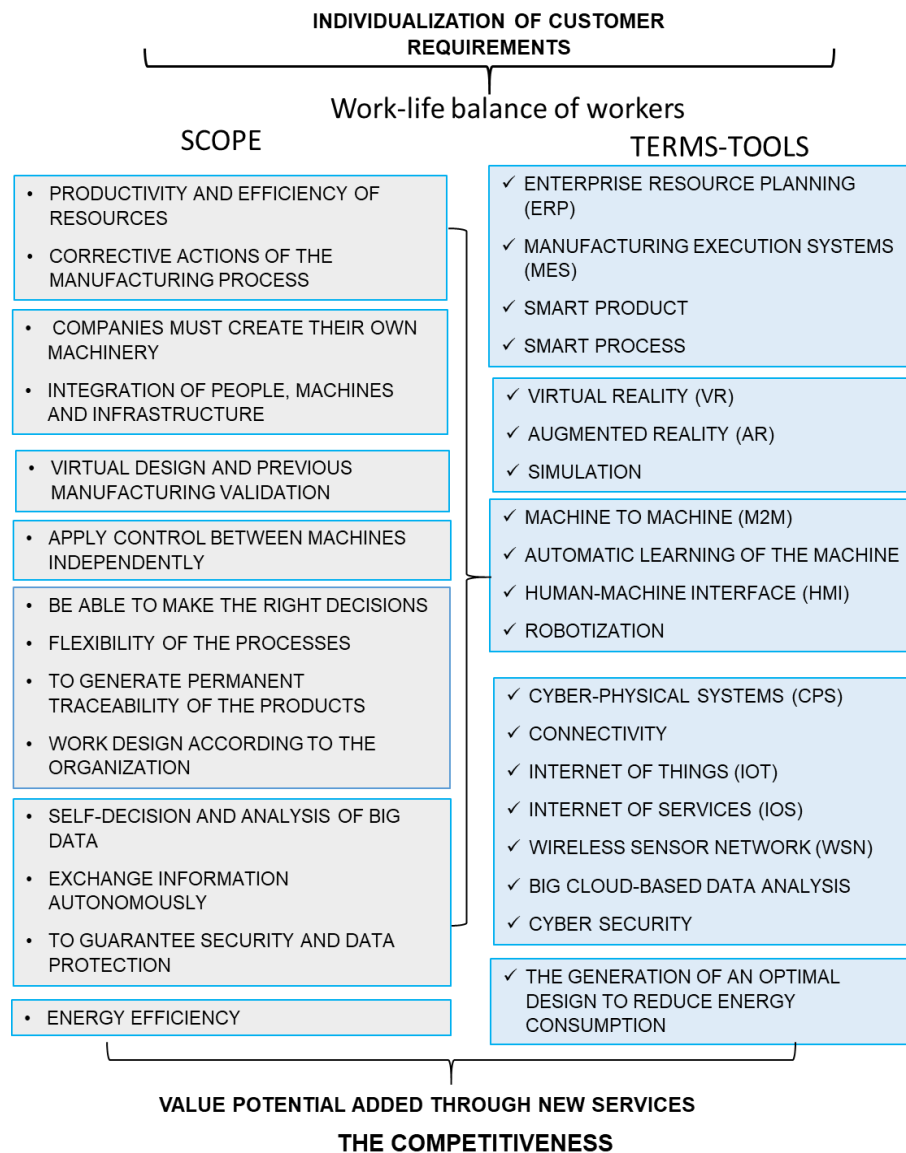 INDIVIDUALIZATION OF CUSTOMER
REQUIREMENTS
Work-life balance of workers
SCOPE
• PRODUCTIVITY AND EFFICIENCY OF
RESOURCES
• CORRECTIVE ACTIONS OF THE
MANUFACTURING PROCESS
• COMPANIES MUST CREATE THEIR OWN
MACHINERY
• INTEGRATION OF PEOPLE, MACHINES
AND INFRASTRUCTURE
• VIRTUAL DESIGN AND PREVIOUS
MANUFACTURING VALIDATION
• APPLY CONTROL BETWEEN MACHINES
INDEPENDENTLY
• BE ABLE TO MAKE THE RIGHT DECISIONS
• FLEXIBILITY OF THE PROCESSES
• TO GENERATE PERMANENT
TRACEABILITY OF THE PRODUCTS
• WORK DESIGN ACCORDING TO THE
ORGANIZATION
• SELF-DECISION AND ANALYSIS OF BIG
DATA
• EXCHANGE INFORMATION
AUTONOMOUSLY
• TO GUARANTEE SECURITY AND DATA
PROTECTION
• ENERGY EFFICIENCY
TERMS-TOOLS
✓ ENTERPRISE RESOURCE PLANNING
(ERP)
✓ MANUFACTURING EXECUTION SYSTEMS
(MES)
✓ SMART PRODUCT
✓ SMART PROCESS
✓ VIRTUAL REALITY (VR)
✓ AUGMENTED REALITY (AR)
✓ SIMULATION
✓ MACHINE TO MACHINE (M2M)
✓ AUTOMATIC LEARNING OF THE MACHINE
✓ HUMAN-MACHINE INTERFACE (HMI)
✓ ROBOTIZATION
✓ CYBER-PHYSICAL SYSTEMS (CPS)
✓ CONNECTIVITY
✓ INTERNET OF THINGS (IOT)
✓ INTERNET OF SERVICES (IOS)
✓ WIRELESS SENSOR NETWORK (WSN)
✓ BIG CLOUD-BASED DATA ANALYSIS
✓ CYBER SECURITY
✓ THE GENERATION OF AN OPTIMAL
DESIGN TO REDUCE ENERGY
CONSUMPTION
VALUE POTENTIAL ADDED THROUGH NEW SERVICES
THE COMPETITIVENESS